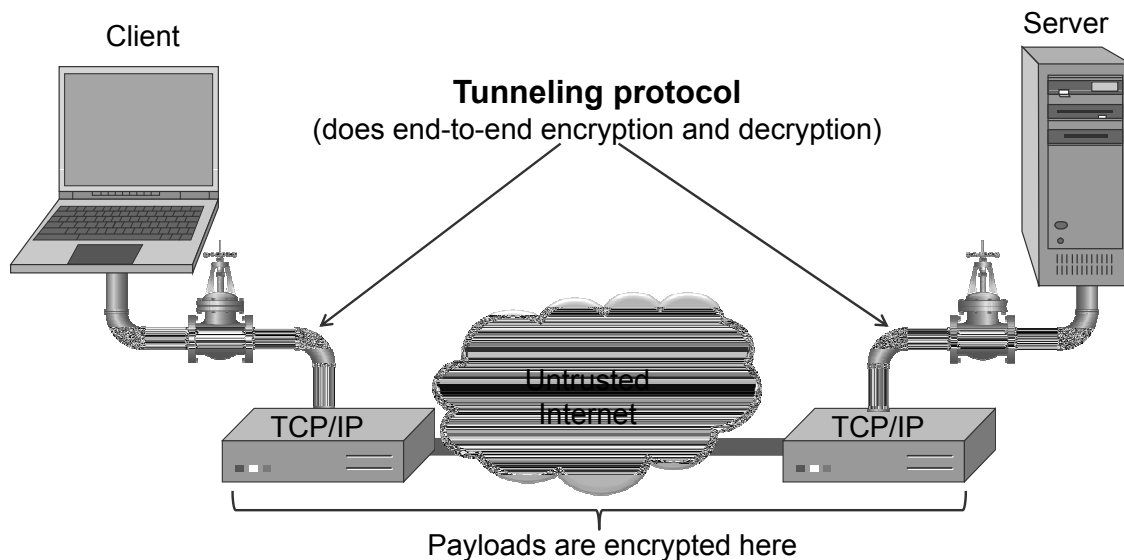 Client
Server
Tunneling protocol
(does end-to-end encryption and decryption)
Untrusted
Internet
TCP/IP
TCP/IP
Payloads are encrypted here